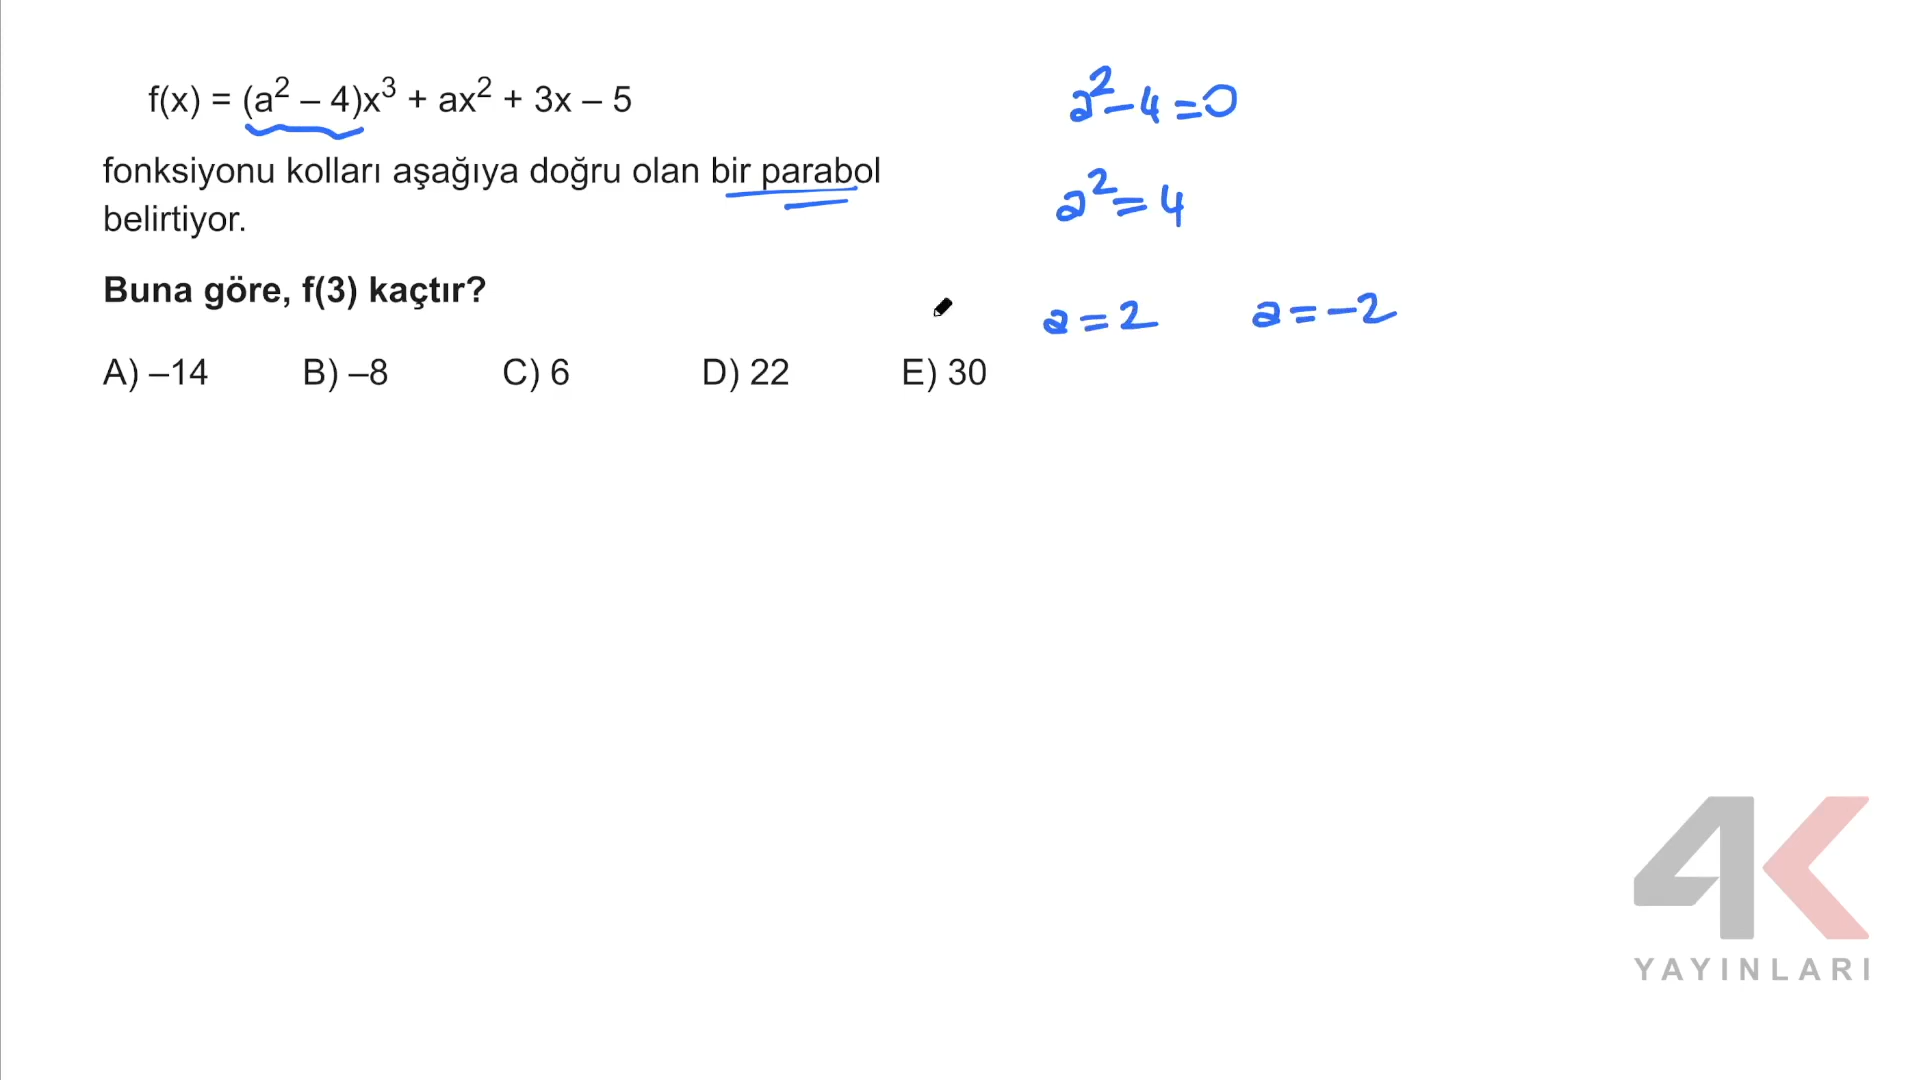 f(x) = (a² – 4)x³ + ax² + 3x – 5
fonksiyonu kolları aşağıya doğru olan bir parabol
belirtiyor.
Buna göre, f(3) kaçtır?
A) –14 B) –8 C) 6 D) 22 E) 30
a²–4=0
a²=4
a=2 a=–2
4K
YAYINLARI